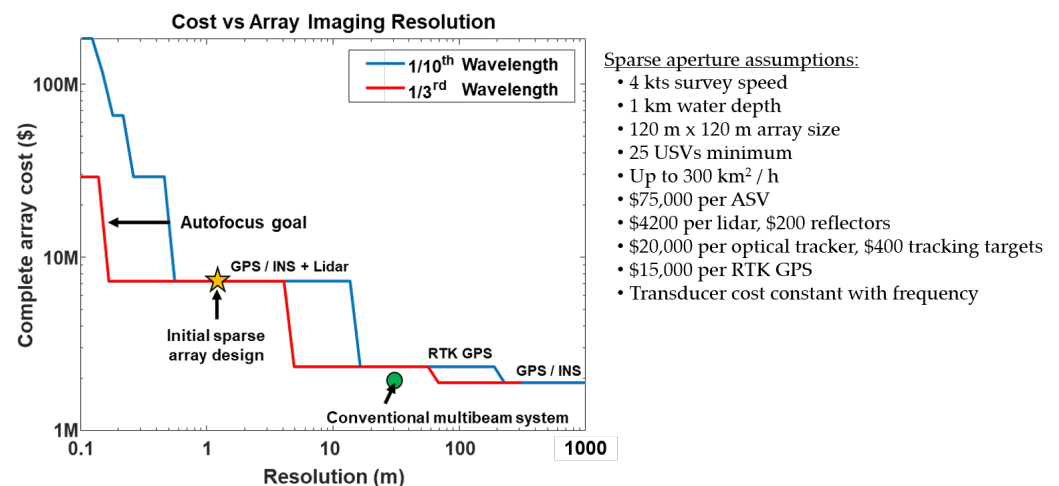 Cost vs Array Imaging Resolution
Complete array cost ($)
100M
10M
1M
1/10th Wavelength
1/3rd Wavelength
Autofocus goal
GPS / INS + Lidar
Initial sparse
array design
RTK GPS
GPS / INS
Conventional multibeam system
0.1 1 10 100 1000
Resolution (m)
Sparse aperture assumptions:
• 4 kts survey speed
• 1 km water depth
• 120 m x 120 m array size
• 25 USVs minimum
• Up to 300 km² / h
• $75,000 per ASV
• $4200 per lidar, $200 reflectors
• $20,000 per optical tracker, $400 tracking targets
• $15,000 per RTK GPS
• Transducer cost constant with frequency